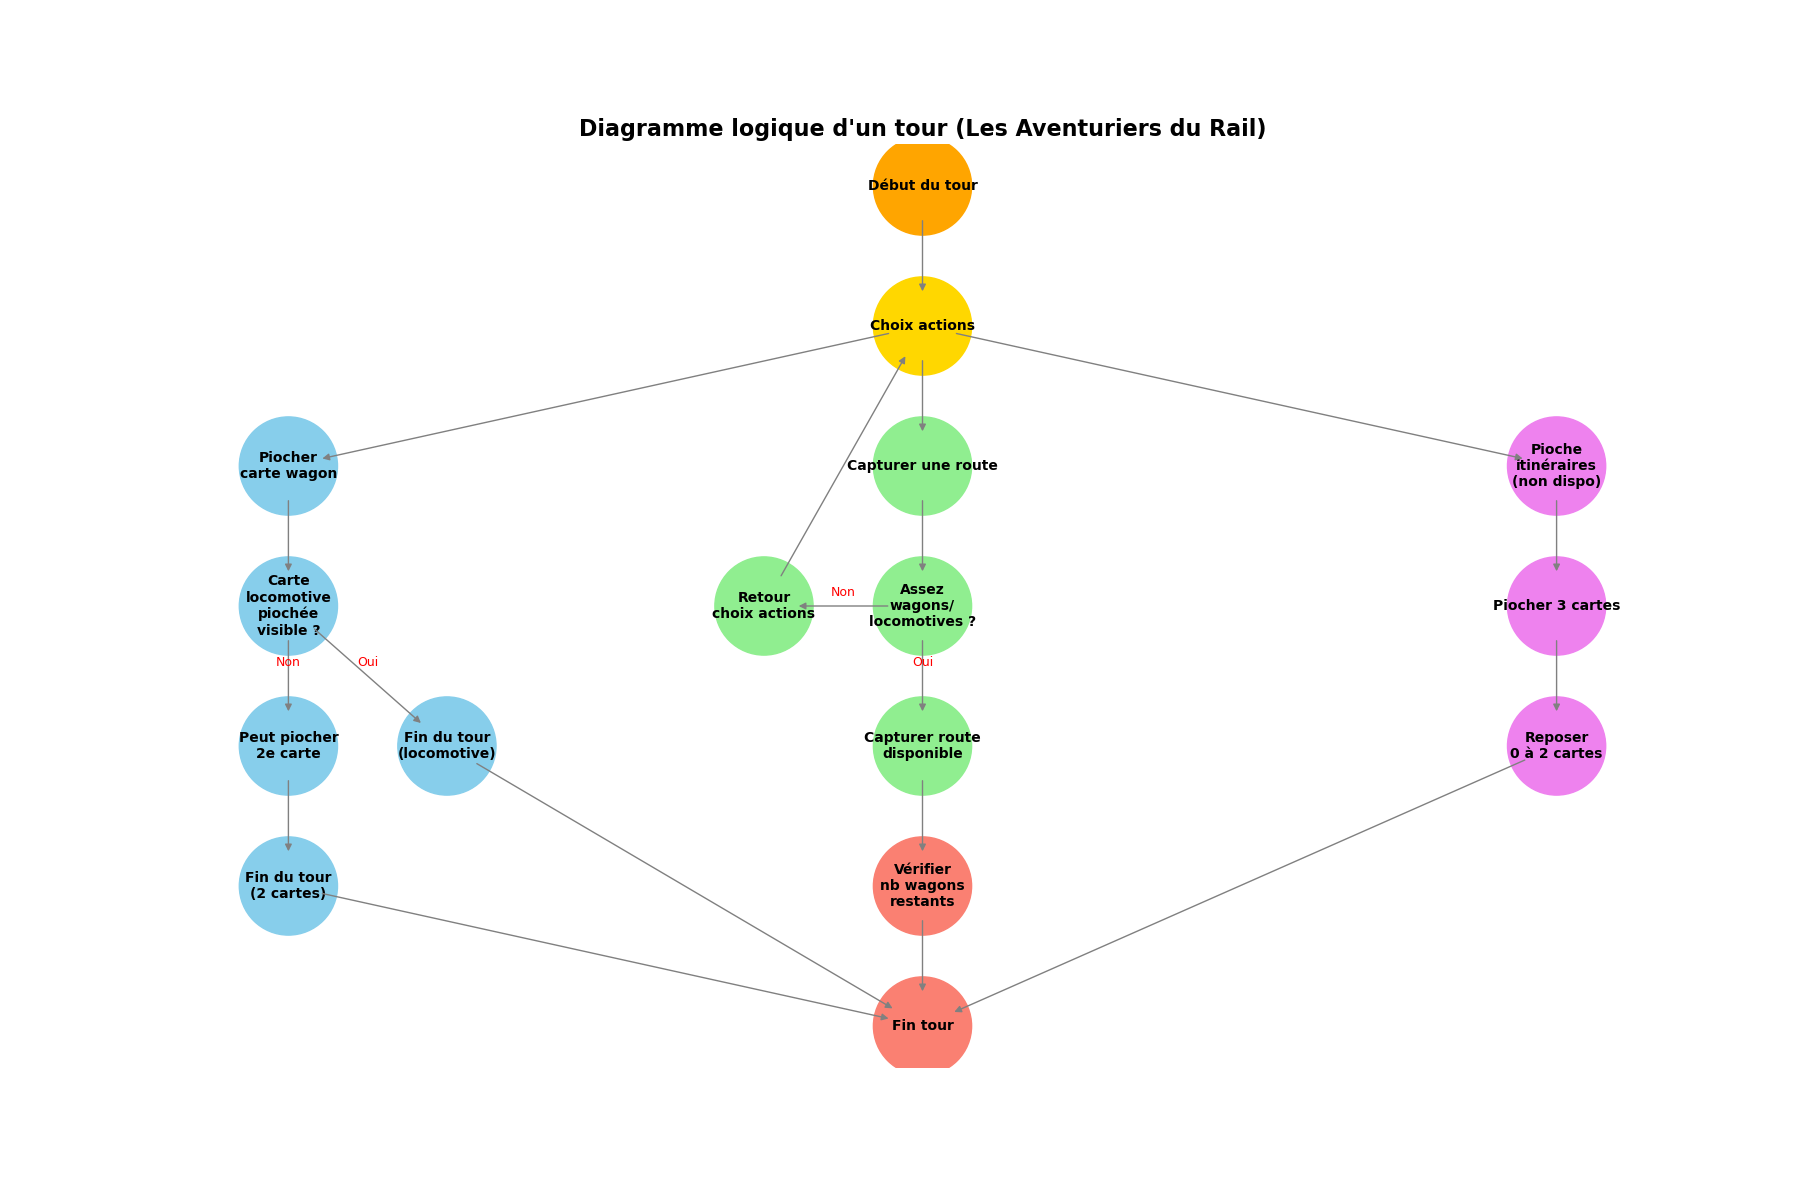 Diagramme logique d'un tour (Les Aventuriers du Rail)
Début du tour
Choix actions
Piocher
carte wagon
Capturer une route
Pioche
itinéraires
(non dispo)
Carte
locomotive
piochée
visible ?
Retour
choix actions
Non
Assez
wagons/
locomotives ?
Piocher 3 cartes
Non
Oui
Oui
Peut piocher
2e carte
Fin du tour
(locomotive)
Capturer route
disponible
Reposer
0 à 2 cartes
Fin du tour
(2 cartes)
Vérifier
nb wagons
restants
Fin tour